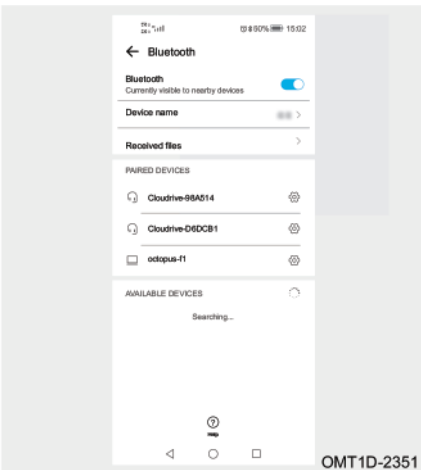 90% 15:02
Bluetooth
Bluetooth
Currently visible to nearby devices
Device name
Received files
PAIRED DEVICES
Cloudrive-98A514
Cloudrive-D6DCB1
octopus-f1
AVAILABLE DEVICES
Searching...
Help
OMT1D-2351